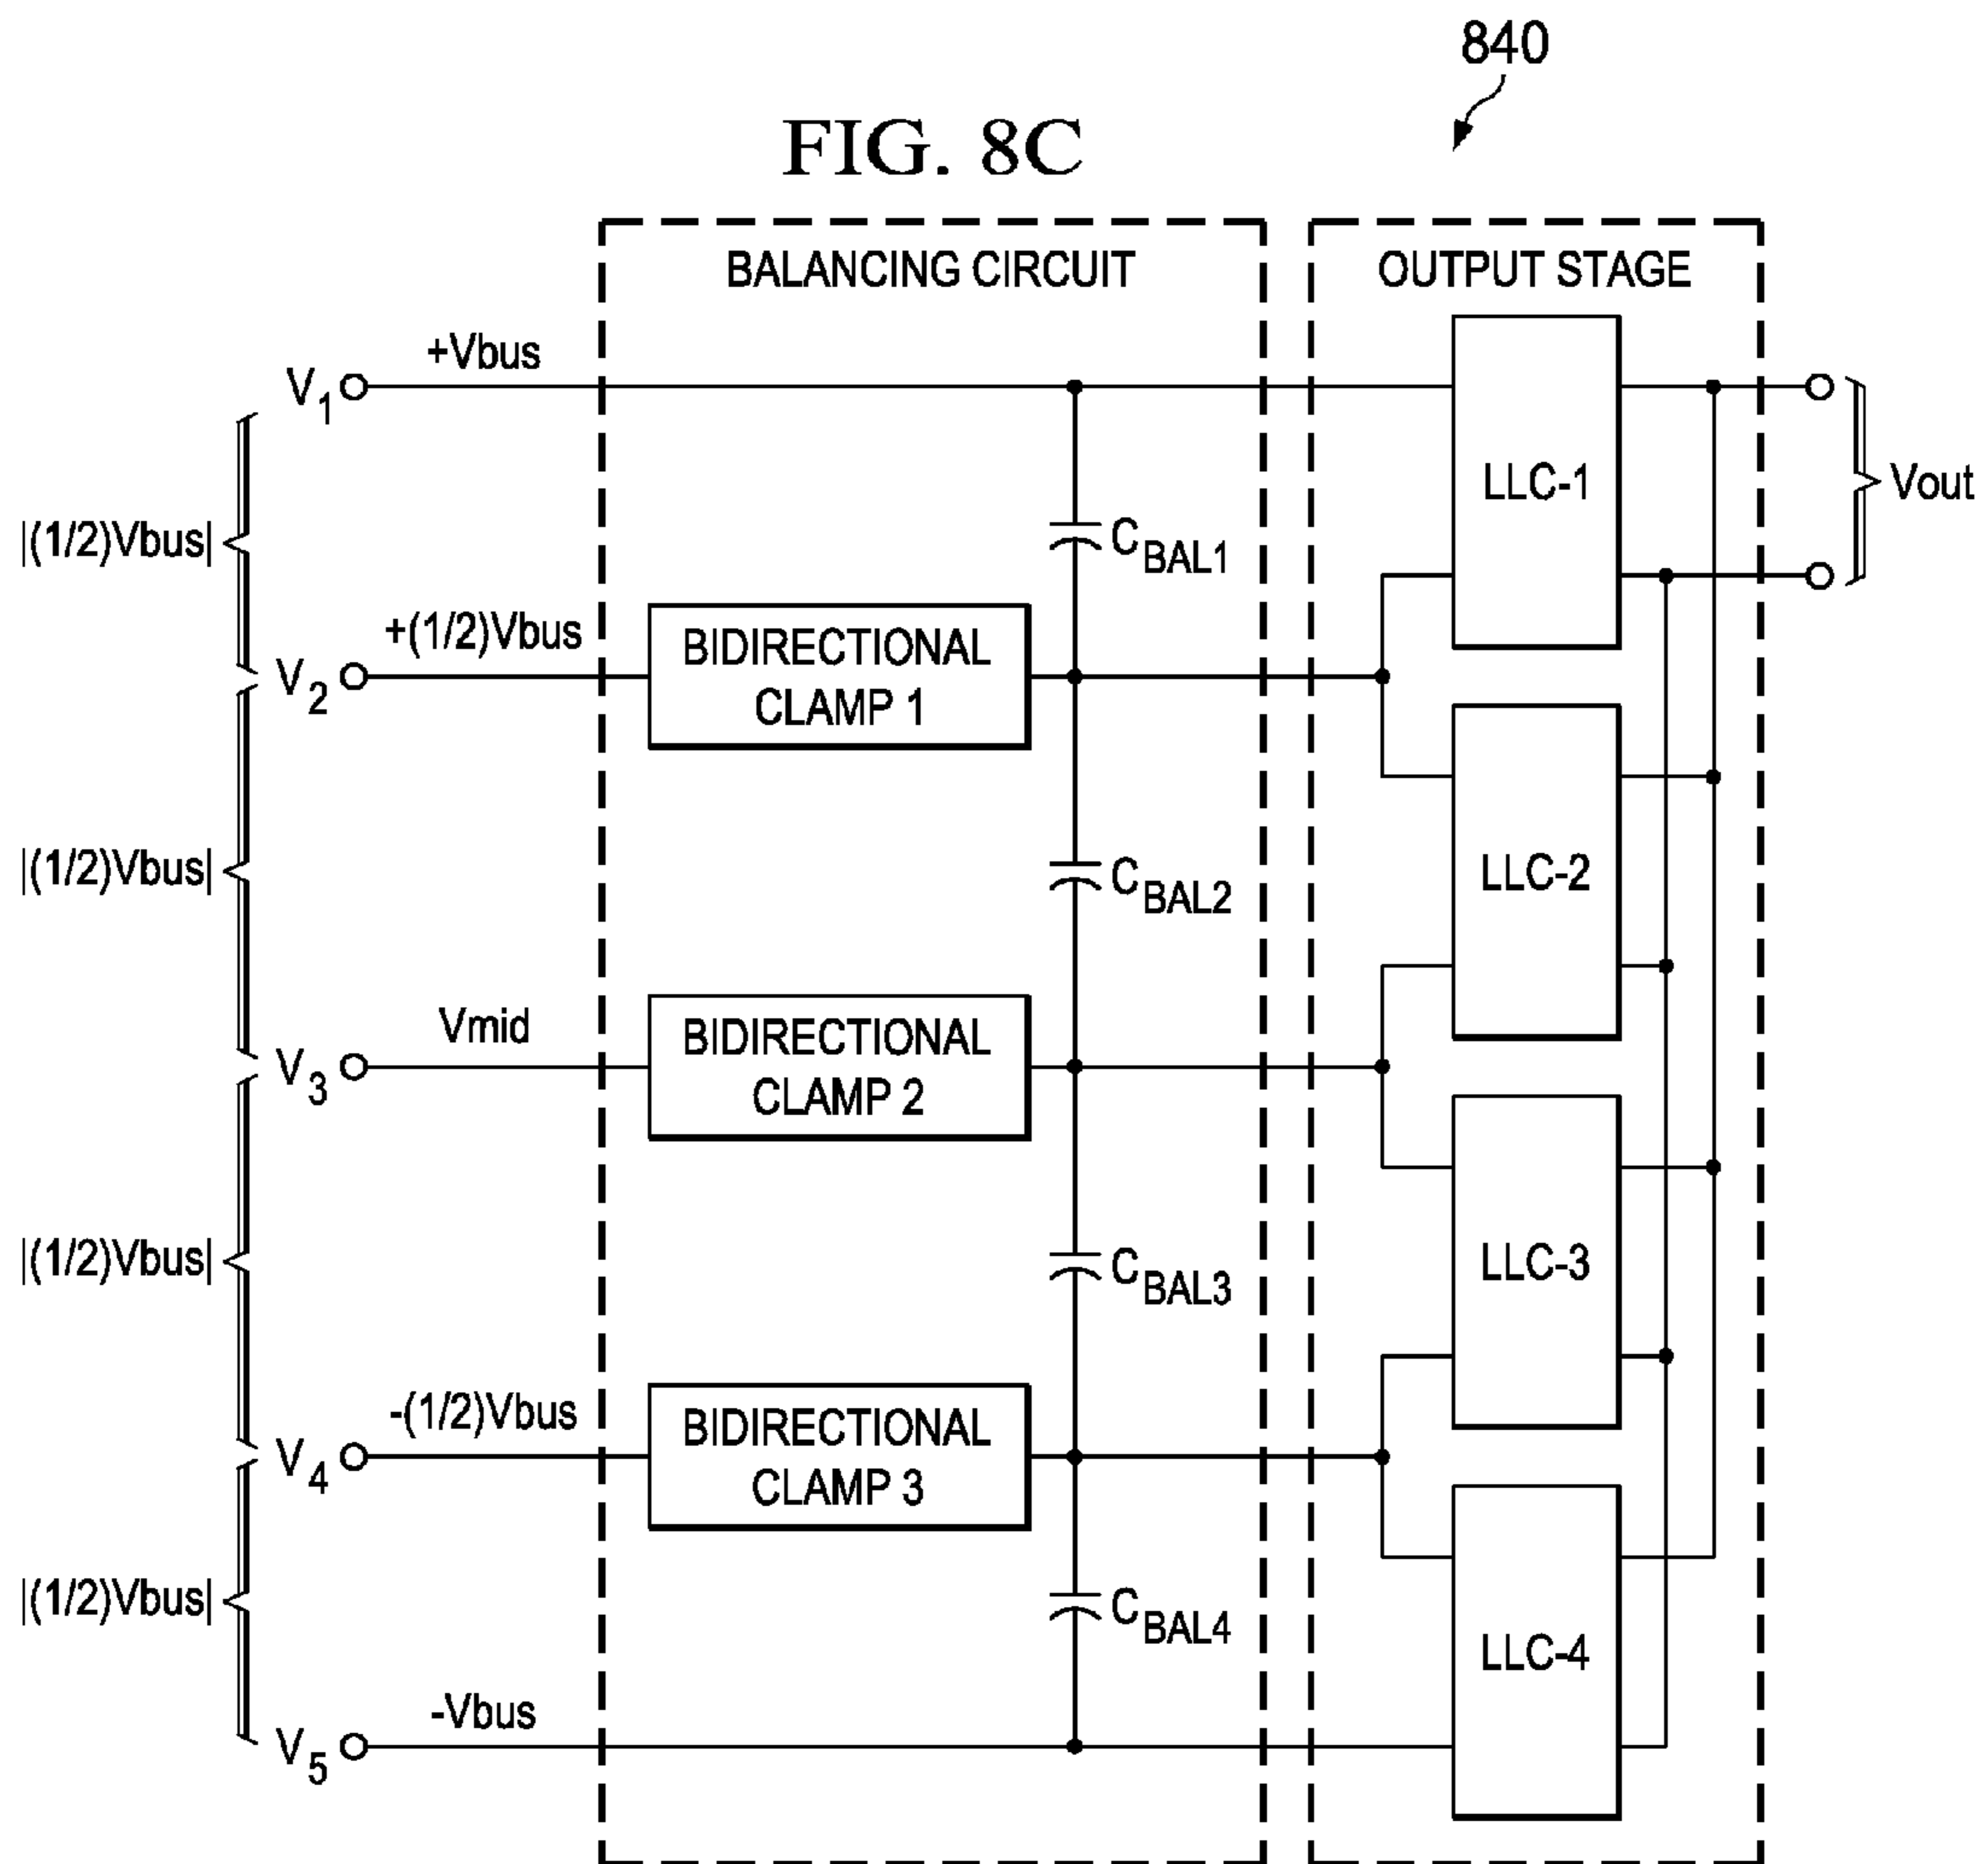 840
FIG. 8C
BALANCING CIRCUIT
OUTPUT STAGE
+Vbus
V1
LLC-1
Vout
|(1/2)Vbus|
CBAL1
+(1/2)Vbus
BIDIRECTIONAL
CLAMP 1
V2
|(1/2)Vbus|
CBAL2
LLC-2
Vmid
BIDIRECTIONAL
CLAMP 2
V3
|(1/2)Vbus|
CBAL3
LLC-3
-(1/2)Vbus
BIDIRECTIONAL
CLAMP 3
V4
|(1/2)Vbus|
CBAL4
LLC-4
-Vbus
V5